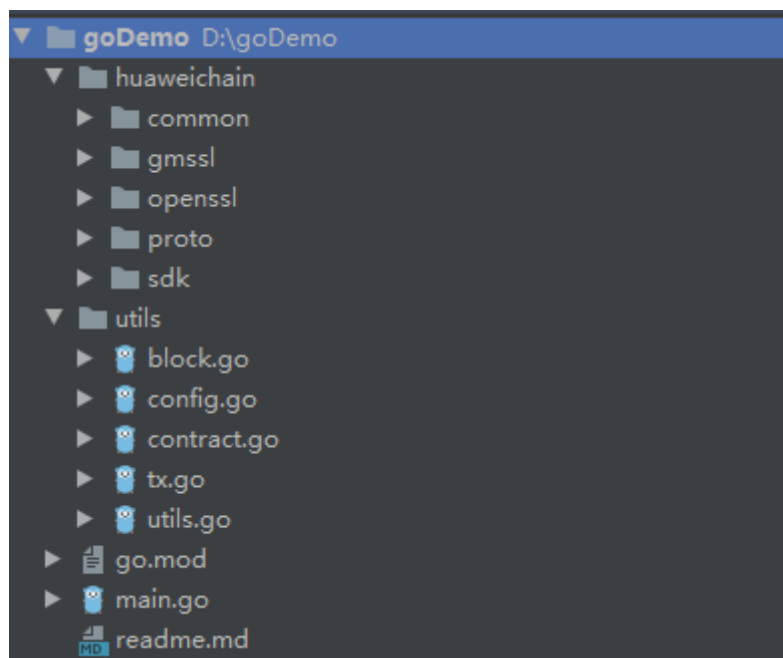 goDemo D:\goDemo
huaweichain
common
gmssl
openssl
proto
sdk
utils
block.go
config.go
contract.go
tx.go
utils.go
go.mod
main.go
MD readme.md